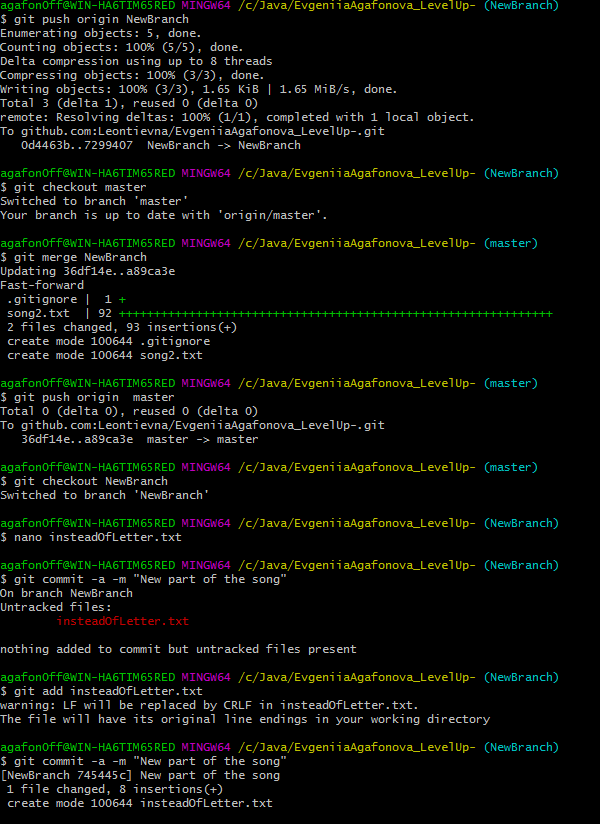 agafonOff@WIN-HA6TIM65RED MINGW64 /c/Java/EvgeniiaAgafonova_LevelUp- (NewBranch)
$ git push origin NewBranch
Enumerating objects: 5, done.
Counting objects: 100% (5/5), done.
Delta compression using up to 8 threads
Compressing objects: 100% (3/3), done.
Writing objects: 100% (3/3), 1.65 KiB | 1.65 MiB/s, done.
Total 3 (delta 1), reused 0 (delta 0)
remote: Resolving deltas: 100% (1/1), completed with 1 local object.
To github.com:Leontievna/EvgeniiaAgafonova_LevelUp-.git
   0d4463b..7299407  NewBranch -> NewBranch
agafonOff@WIN-HA6TIM65RED MINGW64 /c/Java/EvgeniiaAgafonova_LevelUp- (NewBranch)
$ git checkout master
Switched to branch 'master'
Your branch is up to date with 'origin/master'.
agafonOff@WIN-HA6TIM65RED MINGW64 /c/Java/EvgeniiaAgafonova_LevelUp- (master)
$ git merge NewBranch
Updating 36df14e..a89ca3e
Fast-forward
 .gitignore |  1 +
 song2.txt  | 92 ++++++++++++++++++++++++++++++++++++++++++++++++++++++++++++++
 2 files changed, 93 insertions(+)
 create mode 100644 .gitignore
 create mode 100644 song2.txt
agafonOff@WIN-HA6TIM65RED MINGW64 /c/Java/EvgeniiaAgafonova_LevelUp- (master)
$ git push origin  master
Total 0 (delta 0), reused 0 (delta 0)
To github.com:Leontievna/EvgeniiaAgafonova_LevelUp-.git
   36df14e..a89ca3e  master -> master
agafonOff@WIN-HA6TIM65RED MINGW64 /c/Java/EvgeniiaAgafonova_LevelUp- (master)
$ git checkout NewBranch
Switched to branch 'NewBranch'
agafonOff@WIN-HA6TIM65RED MINGW64 /c/Java/EvgeniiaAgafonova_LevelUp- (NewBranch)
$ nano insteadOfLetter.txt
agafonOff@WIN-HA6TIM65RED MINGW64 /c/Java/EvgeniiaAgafonova_LevelUp- (NewBranch)
$ git commit -a -m "New part of the song"
On branch NewBranch
Untracked files:
        insteadOfLetter.txt
nothing added to commit but untracked files present
agafonOff@WIN-HA6TIM65RED MINGW64 /c/Java/EvgeniiaAgafonova_LevelUp- (NewBranch)
$ git add insteadOfLetter.txt
warning: LF will be replaced by CRLF in insteadOfLetter.txt.
The file will have its original line endings in your working directory
agafonOff@WIN-HA6TIM65RED MINGW64 /c/Java/EvgeniiaAgafonova_LevelUp- (NewBranch)
$ git commit -a -m "New part of the song"
[NewBranch 745445c] New part of the song
 1 file changed, 8 insertions(+)
 create mode 100644 insteadOfLetter.txt